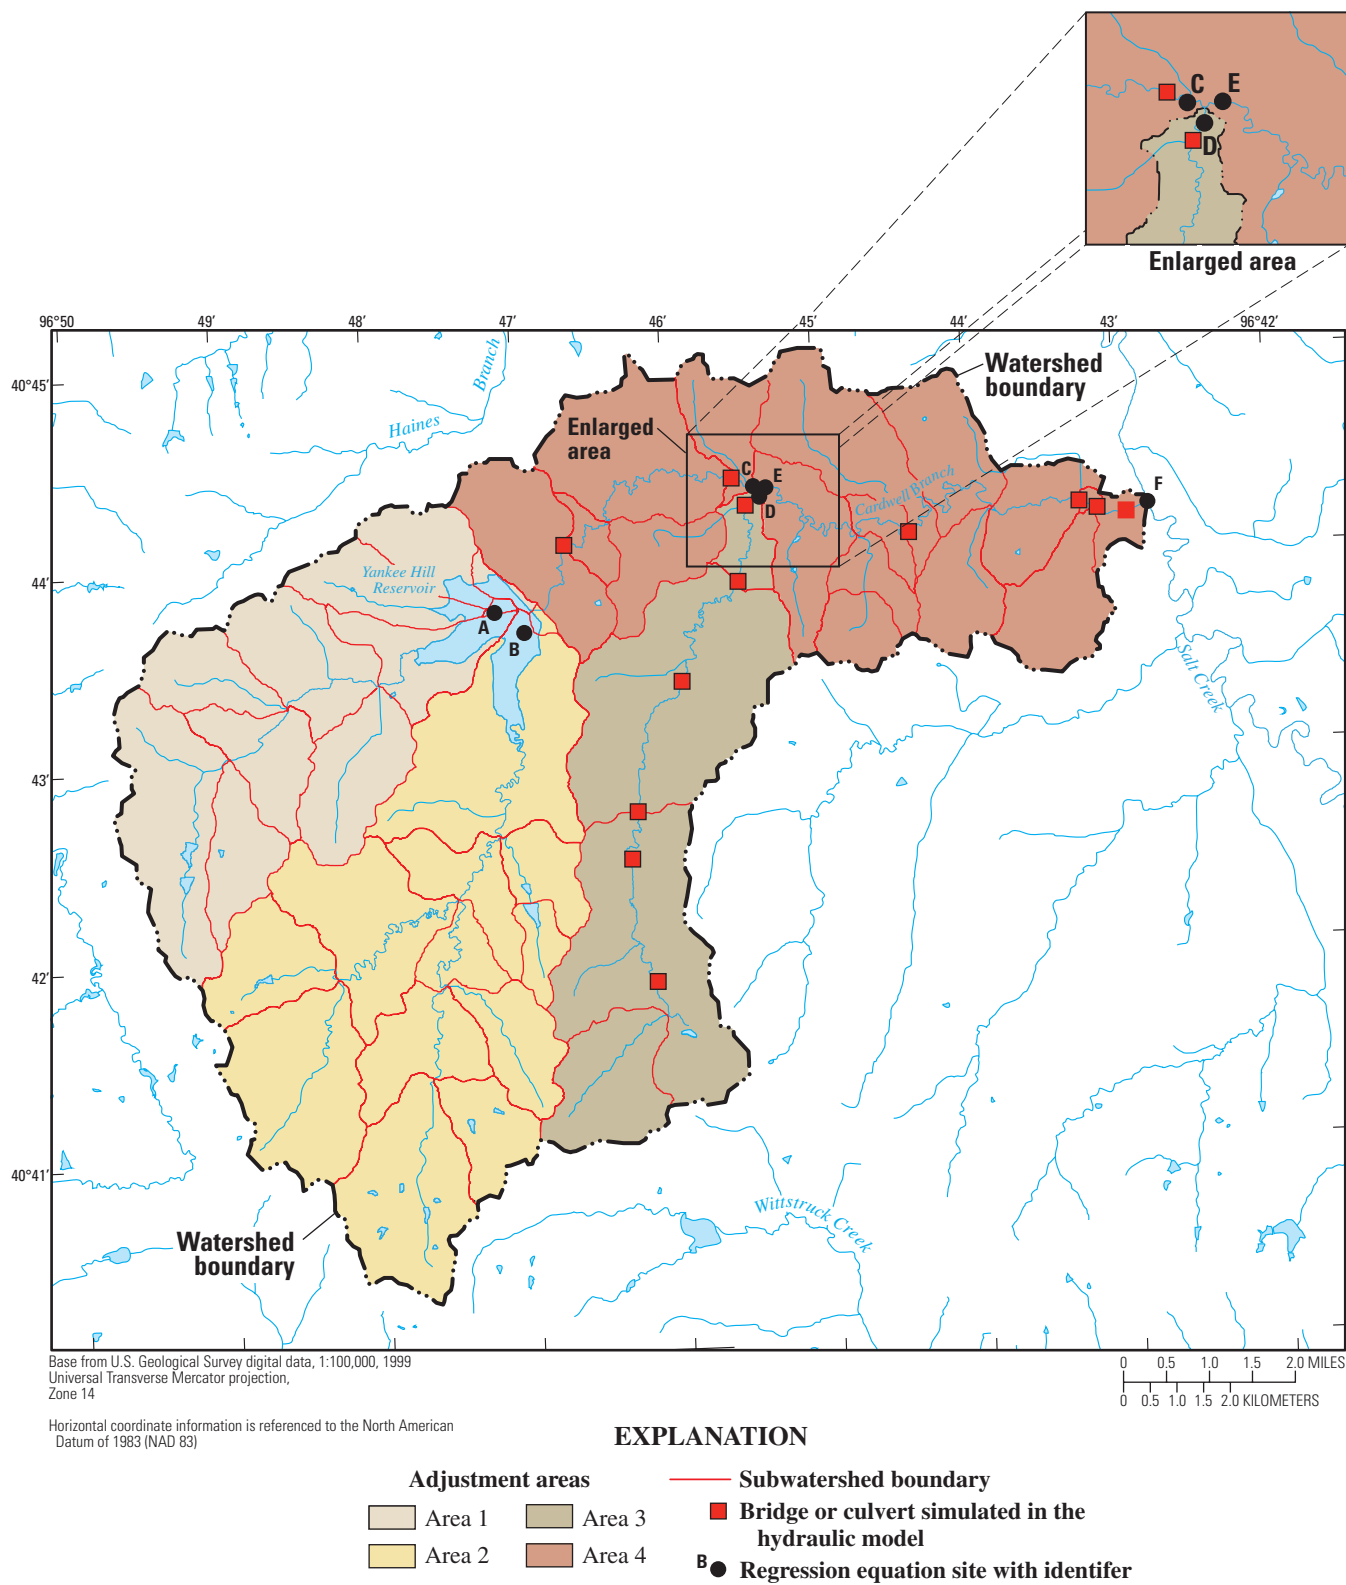 C
E
D
Enlarged area
96°50
49′
48′
47′
46′
45′
44′
43′
96°42
40°45′
44′
43′
42′
40°41′
Haines
Branch
Watershed
boundary
Enlarged
area
C
E
D
Cardwell Branch
F
Yankee Hill
Reservoir
A
B
Salt Creek
Wittstruck Creek
Watershed
boundary
Base from U.S. Geological Survey digital data, 1:100,000, 1999
Universal Transverse Mercator projection,
Zone 14
Horizontal coordinate information is referenced to the North American
Datum of 1983 (NAD 83)
0 0.5 1.0 1.5 2.0 MILES
0 0.5 1.0 1.5 2.0 KILOMETERS
EXPLANATION
Adjustment areas
Area 1
Area 2
Area 3
Area 4
Subwatershed boundary
Bridge or culvert simulated in the
hydraulic model
B
Regression equation site with identifer